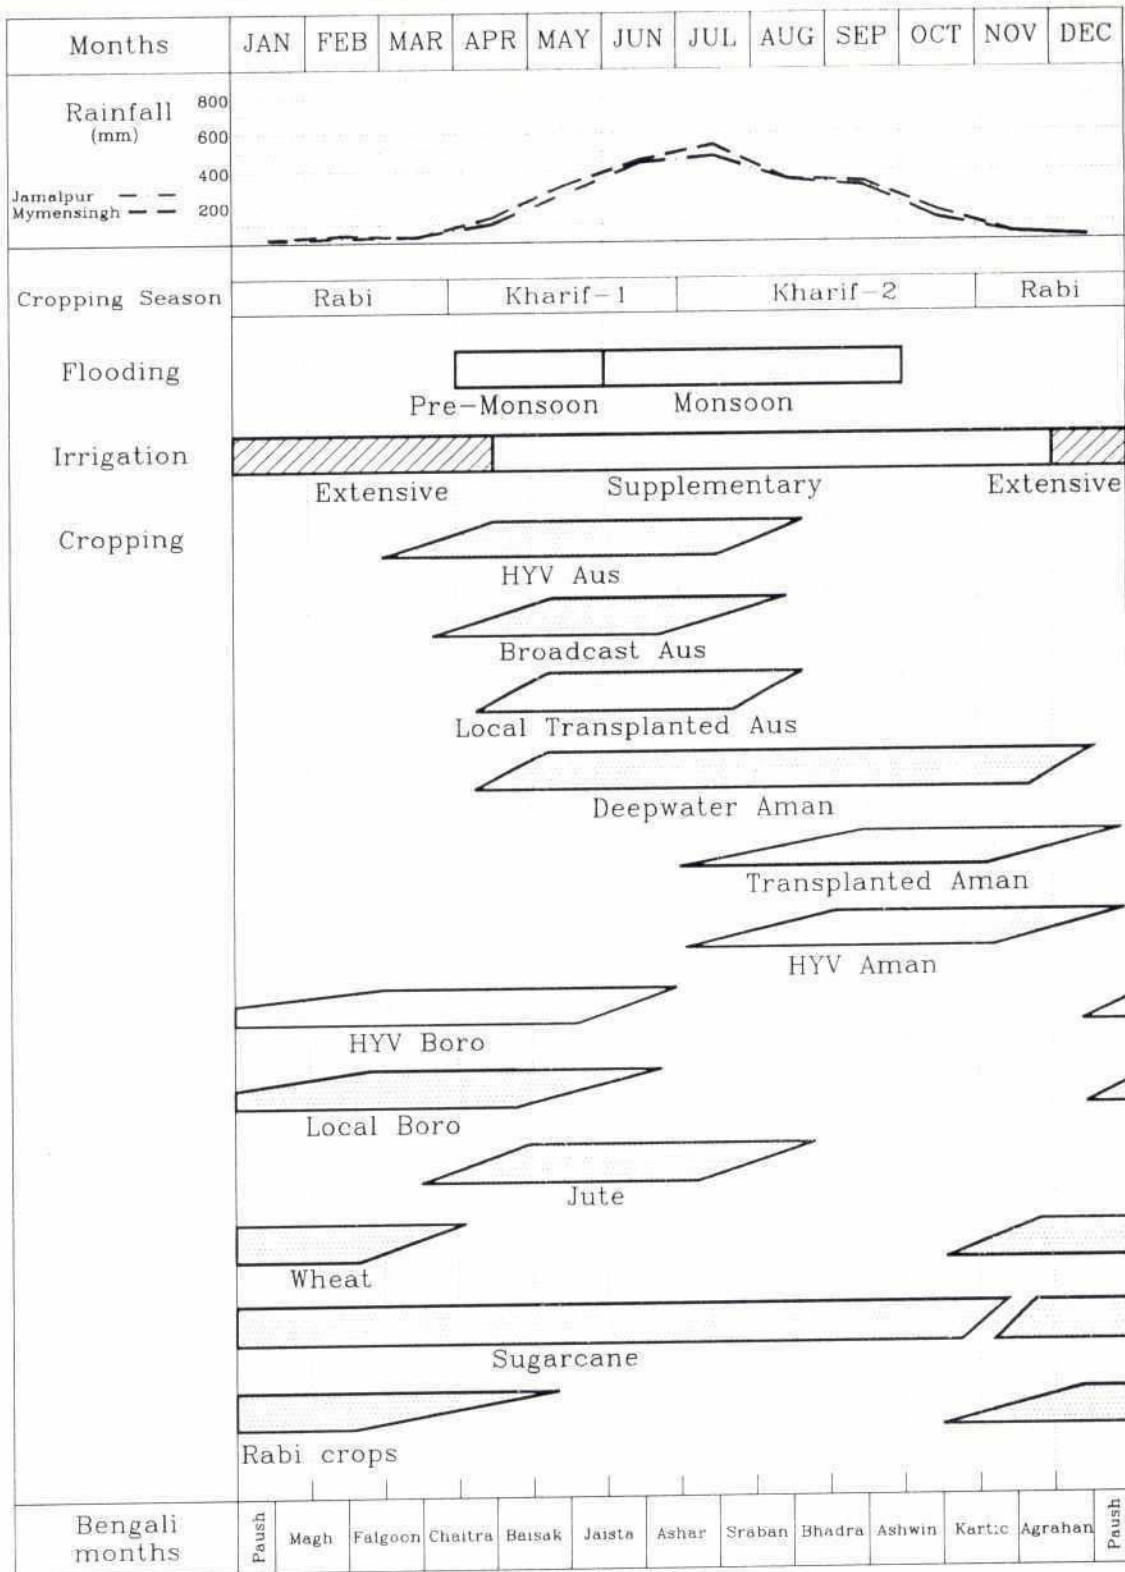 Months JAN FEB MAR APR MAY JUN JUL AUG SEP OCT NOV DEC
Rainfall
(mm)
800
600
400
200
Jamalpur
Mymensingh
Cropping Season Rabi Kharif-1 Kharif-2 Rabi
Flooding
Pre-Monsoon Monsoon
Irrigation
Extensive Supplementary Extensive
Cropping
HYV Aus
Broadcast Aus
Local Transplanted Aus
Deepwater Aman
Transplanted Aman
HYV Aman
HYV Boro
Local Boro
Jute
Wheat
Sugarcane
Rabi crops
Bengali
months
Paush Magh Falgoon Chaitra Baisak Jaista Ashar Sraban Bhadra Ashwin Kartic Agrahan Paush